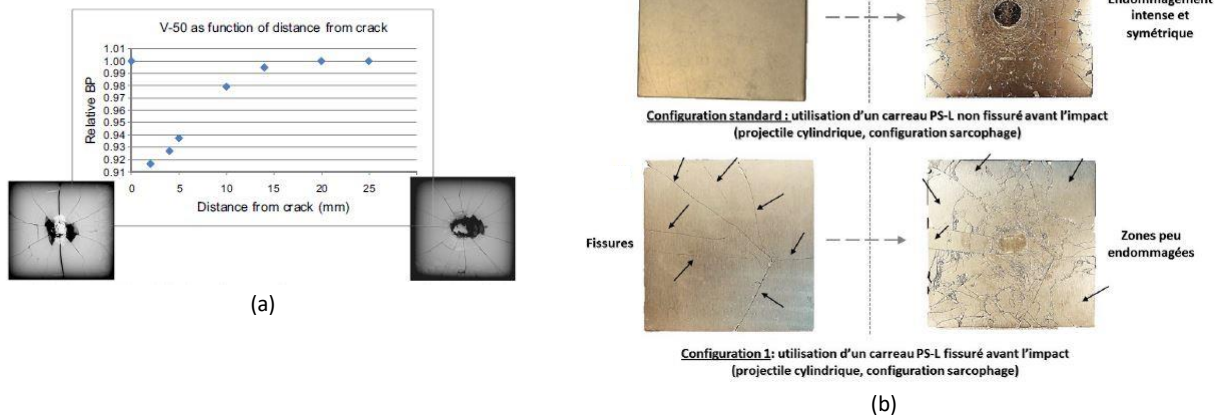 V-50 as function of distance from crack
Relative BP
1.01
1.00
0.99
0.98
0.97
0.96
0.95
0.94
0.93
0.92
0.91
0
5
10
15
20
25
Distance from crack (mm)
(a)
Endommagement
intense et
symétrique
Configuration standard : utilisation d’un carreau PS-L non fissuré avant l’impact
(projectile cylindrique, configuration sarcophage)
Fissures
Zones peu
endommagées
Configuration 1: utilisation d’un carreau PS-L fissuré avant l’impact
(projectile cylindrique, configuration sarcophage)
(b)